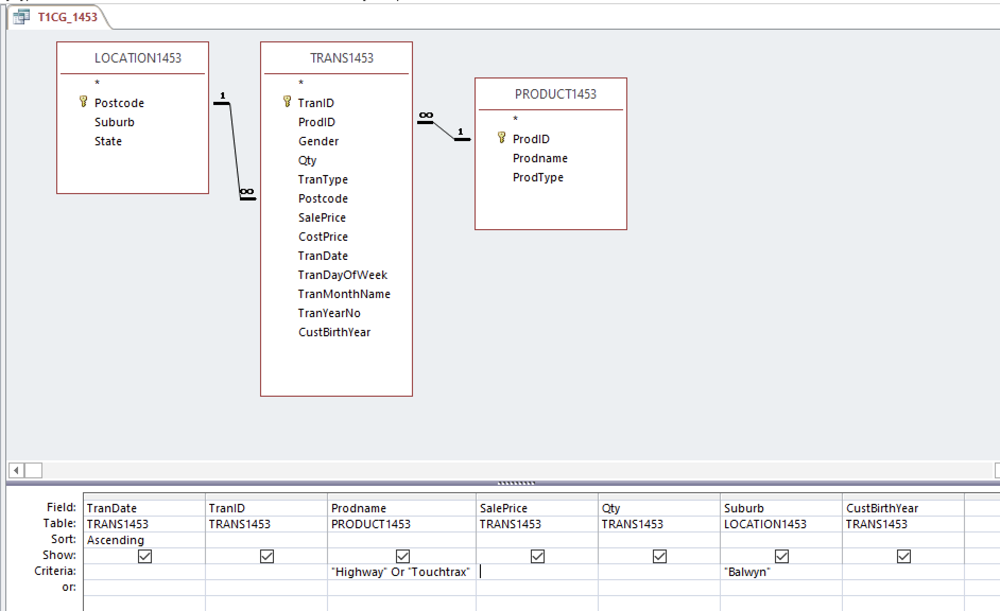 T1CG_1453
LOCATION1453
*
Postcode
Suburb
State
1
∞
TRANS1453
*
TranID
ProdID
Gender
Qty
TranType
Postcode
SalePrice
CostPrice
TranDate
TranDayOfWeek
TranMonthName
TranYearNo
CustBirthYear
∞
1
PRODUCT1453
*
ProdID
Prodname
ProdType
Field: TranDate TranID Prodname SalePrice Qty Suburb CustBirthYear
Table: TRANS1453 TRANS1453 PRODUCT1453 TRANS1453 TRANS1453 LOCATION1453 TRANS1453
Sort: Ascending
Show:
Criteria: "Highway" Or "Touchtrax" "Balwyn"
or: